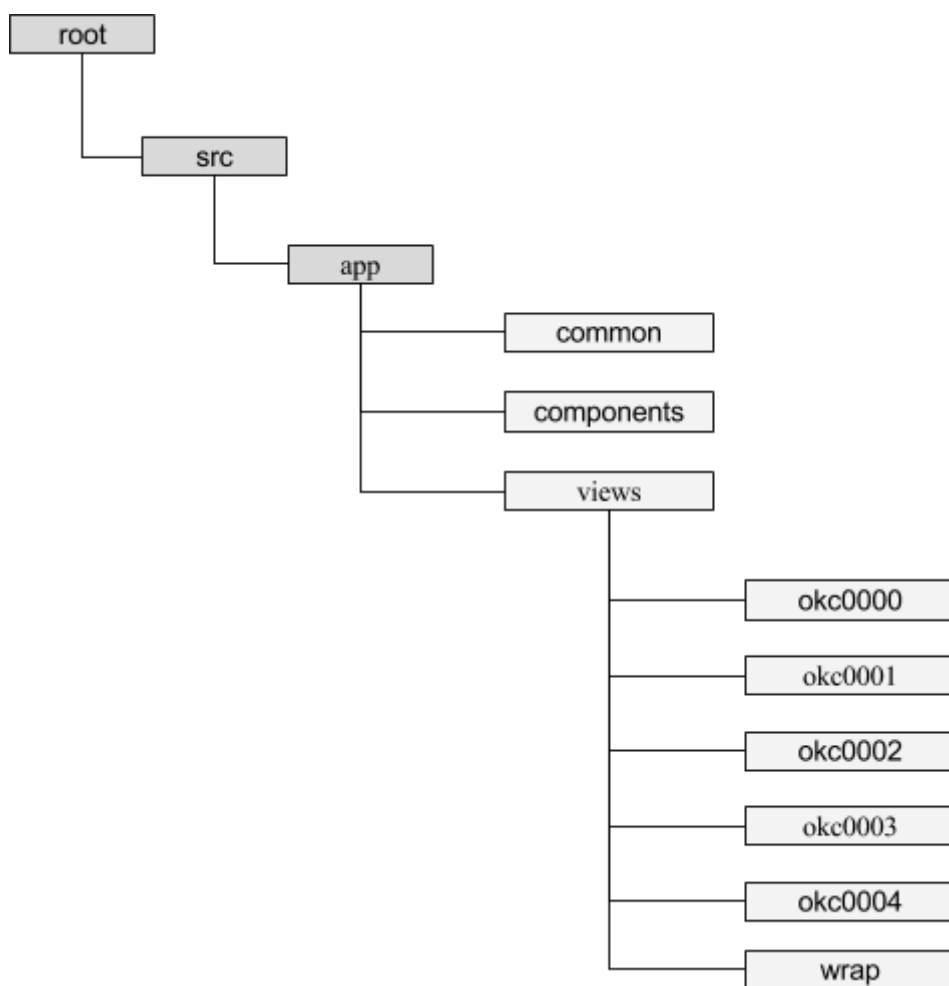 root
src
app
common
components
views
okc0000
okc0001
okc0002
okc0003
okc0004
wrap